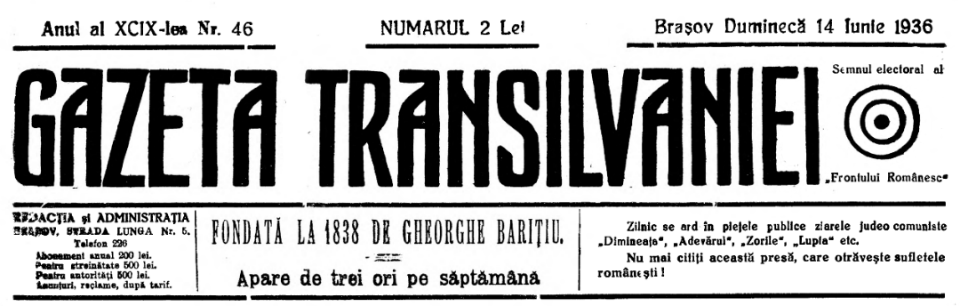 Anul al XCIX-lea Nr. 46
NUMARUL 2 Lei
Braşov Duminecă 14 Iunie 1936
GAZETA TRANSILVANIEI
Semnul electoral al
„Frontului Românesc"
REDACŢIA şi ADMINISTRAŢIA
BRAŞOV, STRADA LUNGA Nr. 5.
Telefon 226
Abonament anual 200 lei.
Pentru streinătate 500 lei.
Pentru autorităţi 500 lei.
Anunţuri, reclame, după tarif.
FONDATĂ LA 1838 DE GHEORGHE BARIŢIU.
Apare de trei ori pe săptămână
Zilnic se ard în pieţele publice ziarele judeo comuniste
„Dimineaţa", „Adevărul", „Zorile", „Lupta" etc.
Nu mai citiţi această presă, care otrăveşte sufletele
româneşti !